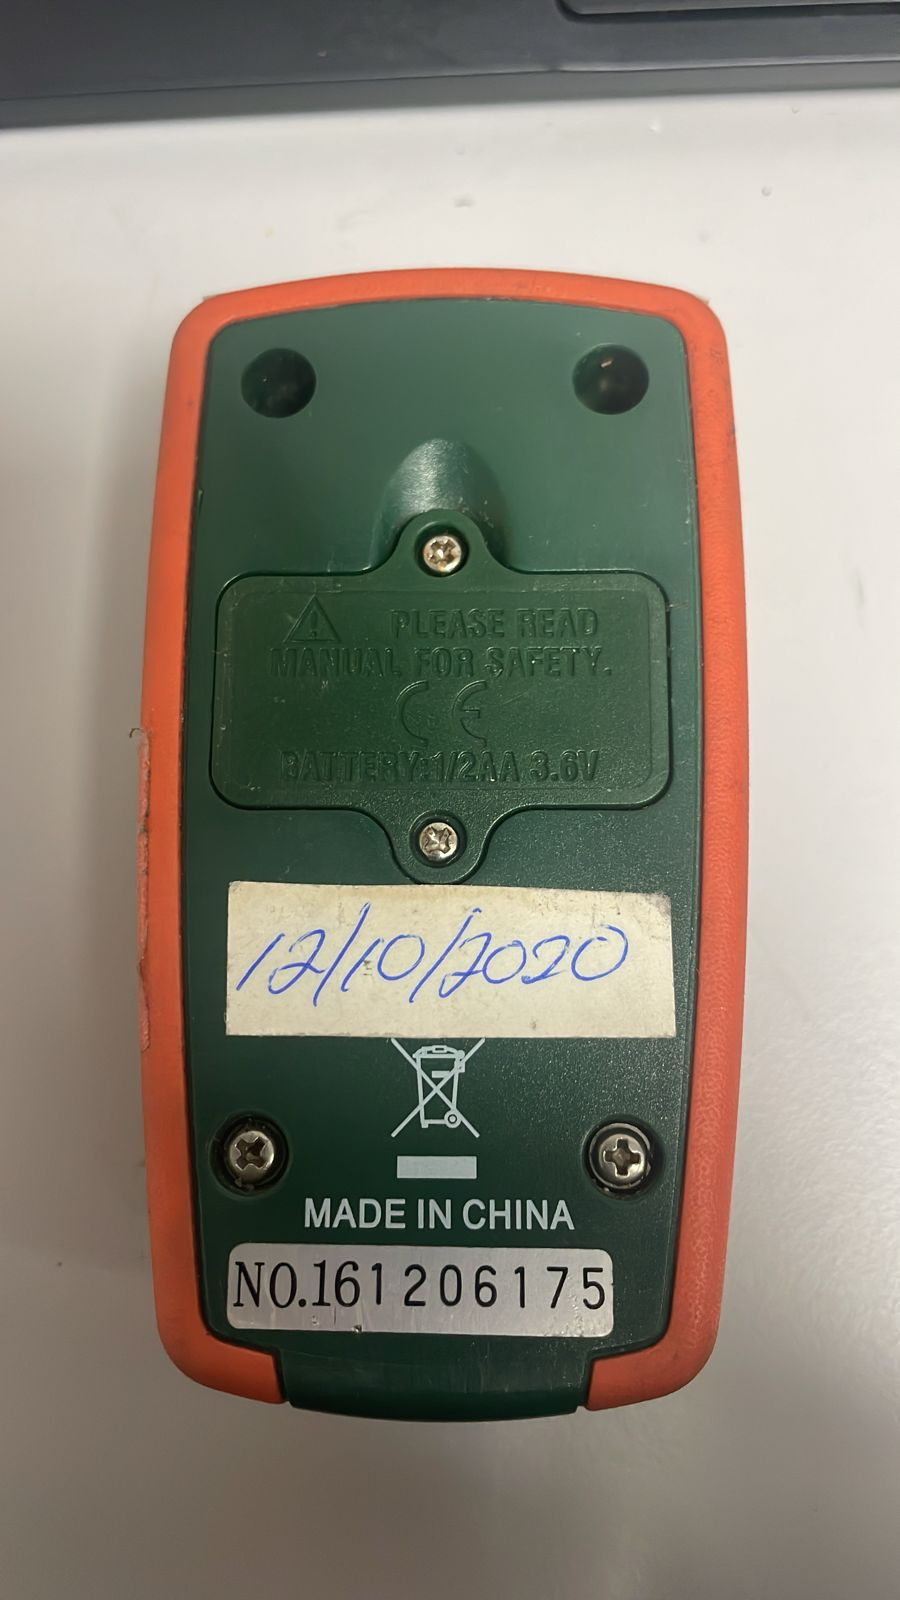 PLEASE READ
MANUAL FOR SAFETY.
CE
BATTERY:1/2AA 3.6V
12/10/2020
MADE IN CHINA
NO.161206175